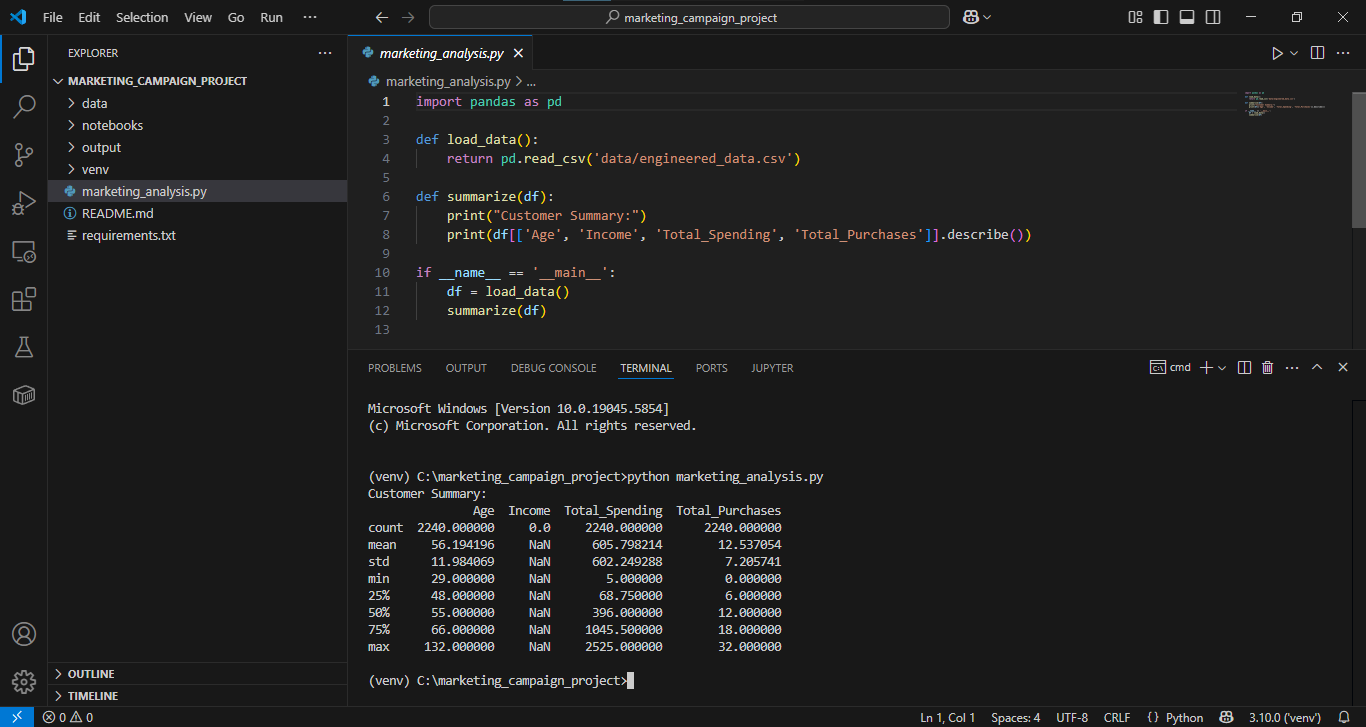 File Edit Selection View Go Run ···
marketing_campaign_project
EXPLORER ···
MARKETING_CAMPAIGN_PROJECT
data
notebooks
output
venv
marketing_analysis.py
README.md
requirements.txt
OUTLINE
TIMELINE
marketing_analysis.py
marketing_analysis.py > ...
1 import pandas as pd
2
3 def load_data():
4     return pd.read_csv('data/engineered_data.csv')
5
6 def summarize(df):
7     print("Customer Summary:")
8     print(df[['Age', 'Income', 'Total_Spending', 'Total_Purchases']].describe())
9
10 if __name__ == '__main__':
11     df = load_data()
12     summarize(df)
13
PROBLEMS OUTPUT DEBUG CONSOLE TERMINAL PORTS JUPYTER cmd
Microsoft Windows [Version 10.0.19045.5854]
(c) Microsoft Corporation. All rights reserved.
(venv) C:\marketing_campaign_project>python marketing_analysis.py
Customer Summary:
Age Income Total_Spending Total_Purchases
count 2240.000000 0.0 2240.000000 2240.000000
mean 56.194196 NaN 605.798214 12.537054
std 11.984069 NaN 602.249288 7.205741
min 29.000000 NaN 5.000000 0.000000
25% 48.000000 NaN 68.750000 6.000000
50% 55.000000 NaN 396.000000 12.000000
75% 66.000000 NaN 1045.500000 18.000000
max 132.000000 NaN 2525.000000 32.000000
(venv) C:\marketing_campaign_project>
0 0 Ln 1, Col 1 Spaces: 4 UTF-8 CRLF {} Python 3.10.0 ('venv')